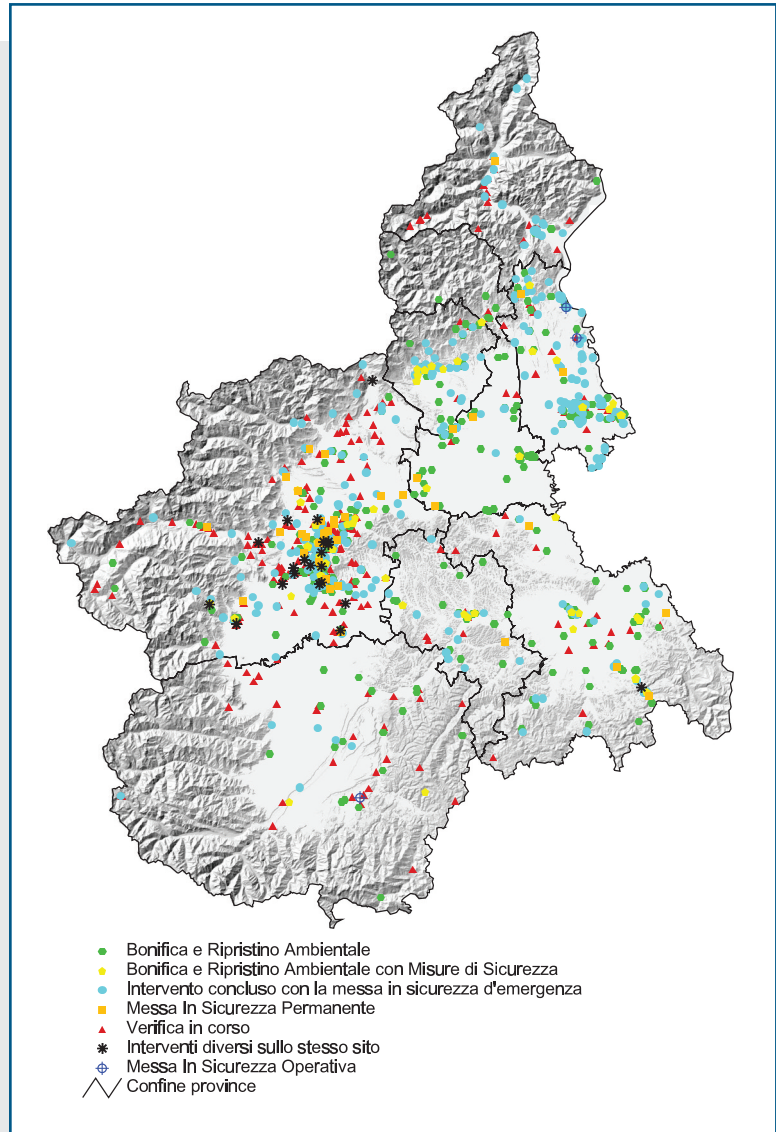 Bonifica e Ripristino Ambientale
Bonifica e Ripristino Ambientale con Misure di Sicurezza
Intervento concluso con la messa in sicurezza d'emergenza
Messa In Sicurezza Permanente
Verifica in corso
Interventi diversi sullo stesso sito
Messa In Sicurezza Operativa
Confine province